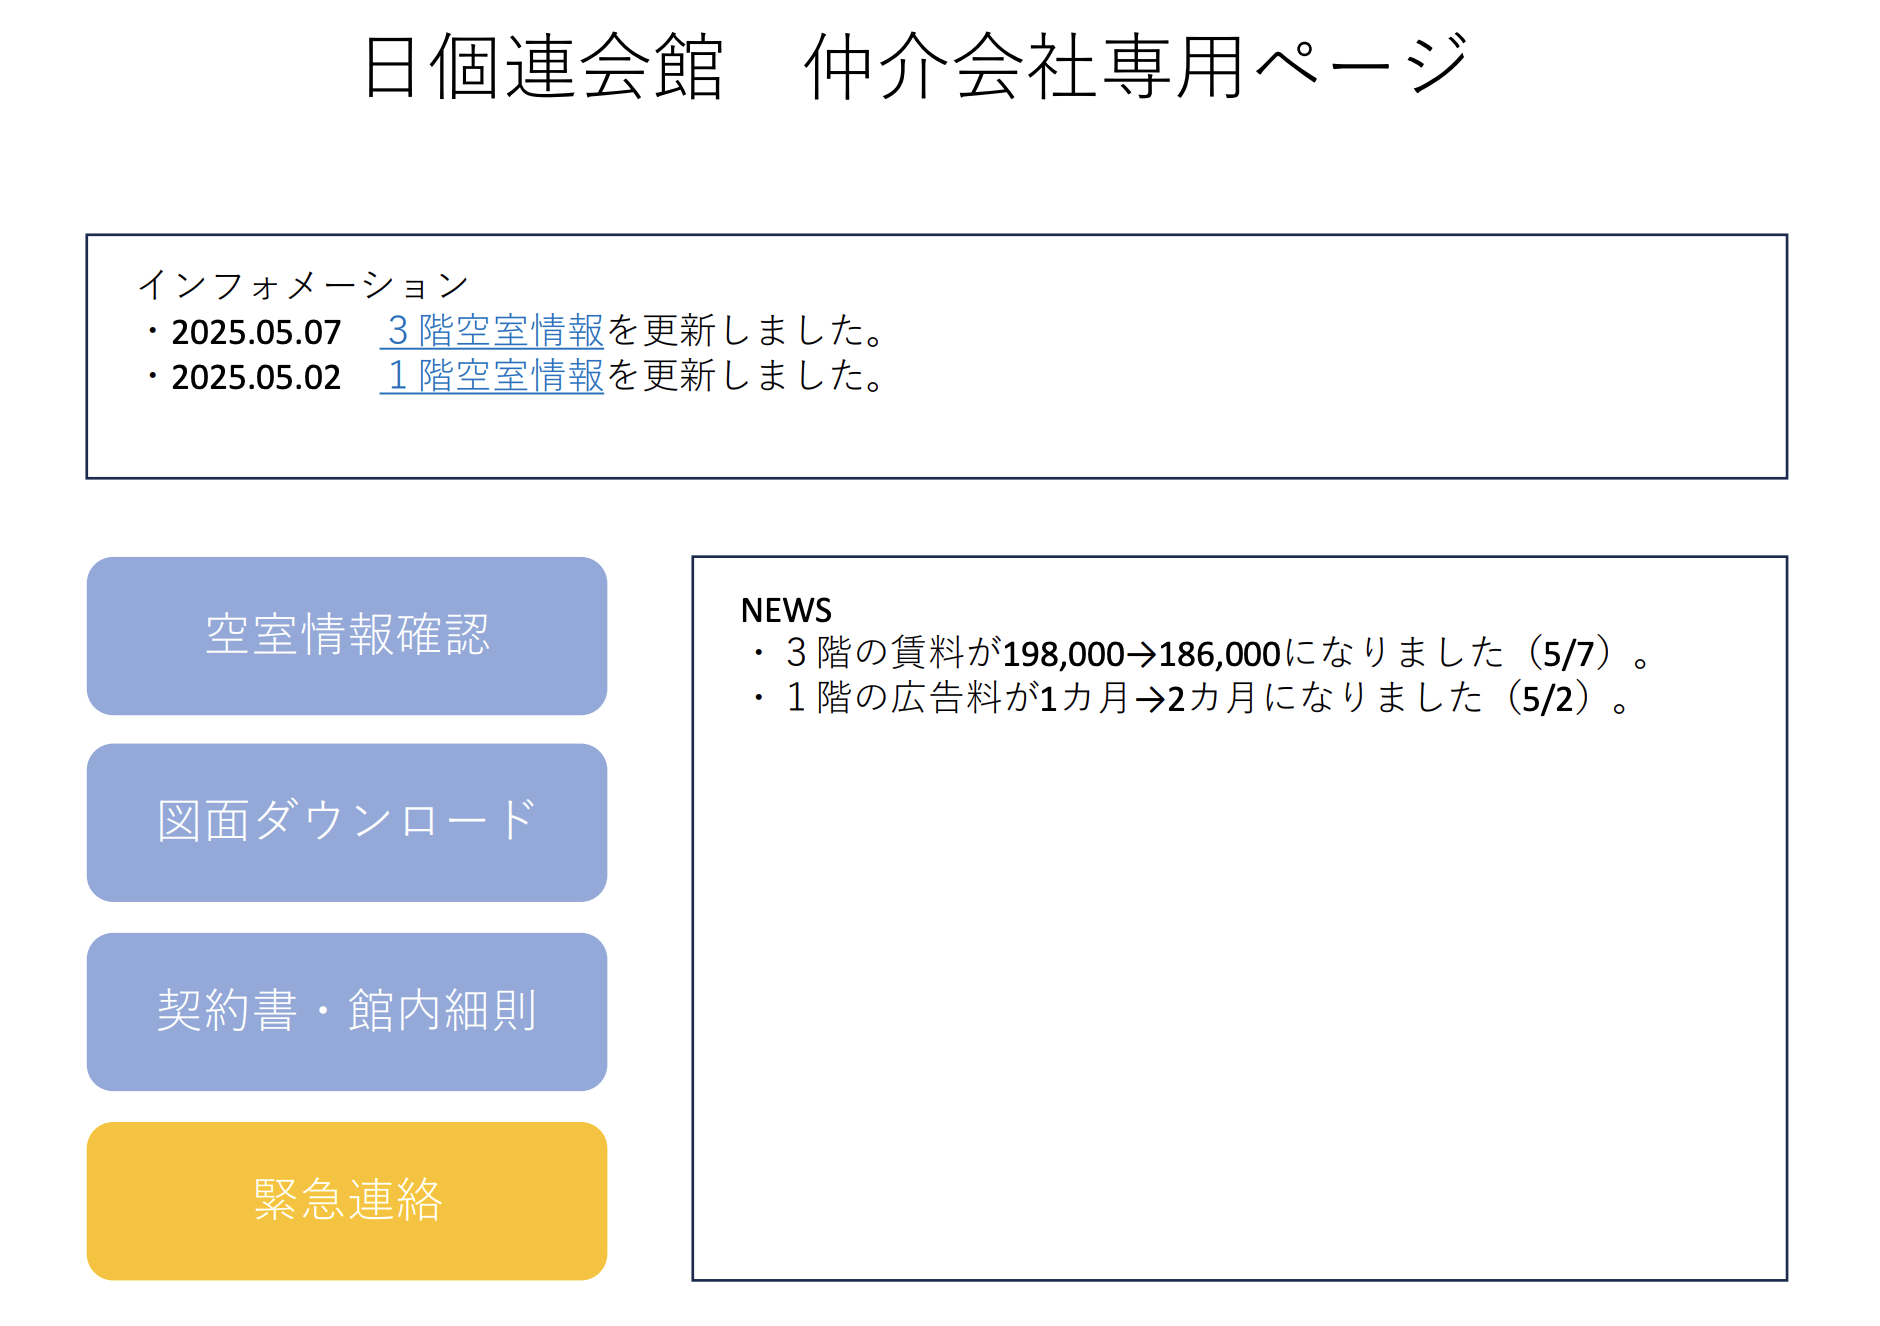 日個連会館　仲介会社専用ページ
インフォメーション
・2025.05.07　３階空室情報を更新しました。
・2025.05.02　１階空室情報を更新しました。
空室情報確認
図面ダウンロード
契約書・館内細則
緊急連絡
NEWS
・３階の賃料が198,000→186,000になりました（5/7）。
・１階の広告料が1カ月→2カ月になりました（5/2）。